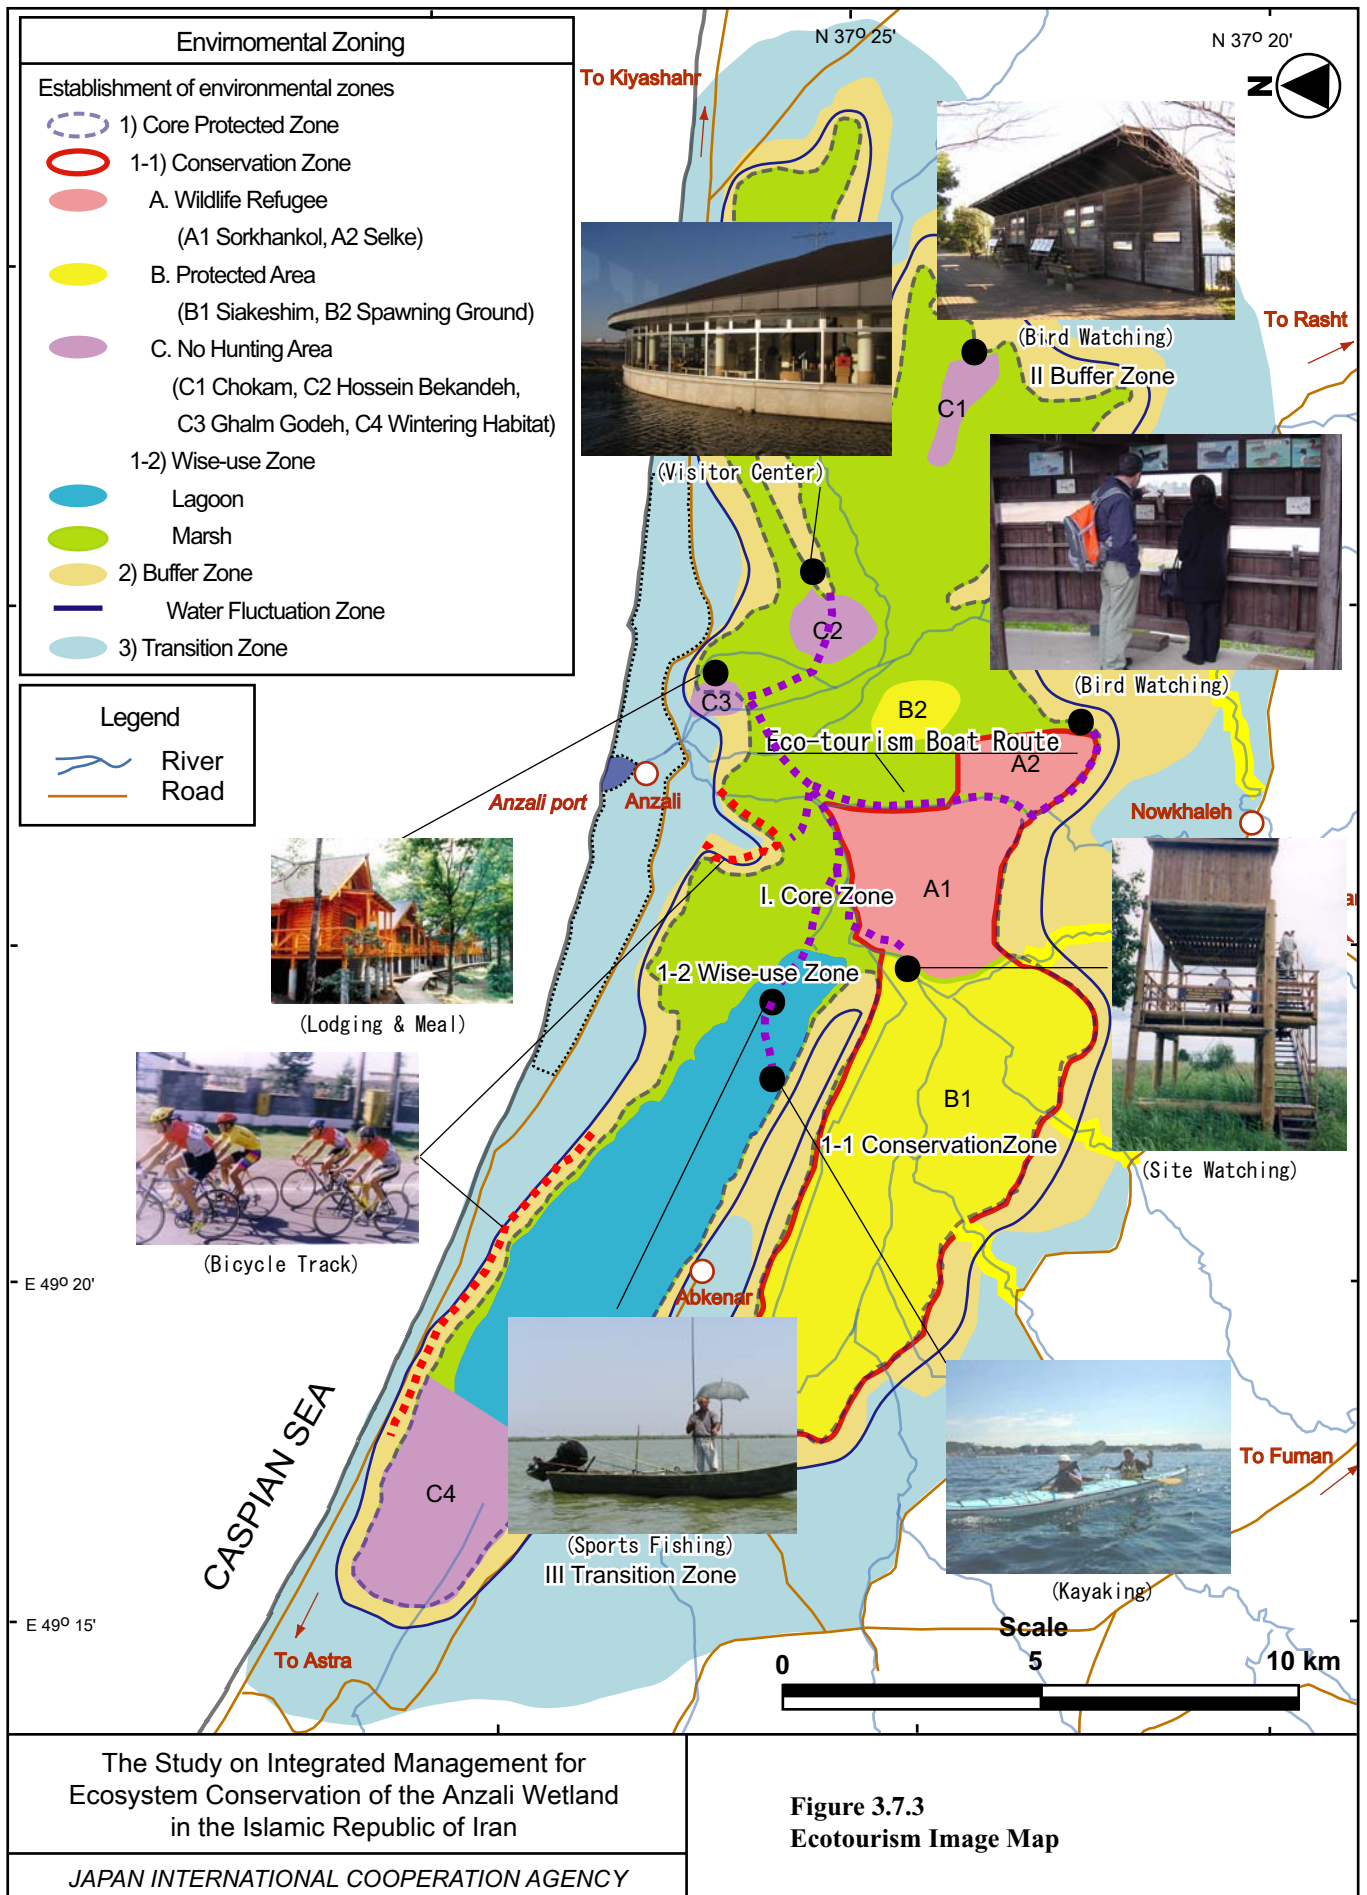 Envirnomental Zoning
Establishment of environmental zones
1) Core Protected Zone
1-1) Conservation Zone
A. Wildlife Refugee
(A1 Sorkhankol, A2 Selke)
B. Protected Area
(B1 Siakeshim, B2 Spawning Ground)
C. No Hunting Area
(C1 Chokam, C2 Hossein Bekandeh,
C3 Ghalm Godeh, C4 Wintering Habitat)
1-2) Wise-use Zone
Lagoon
Marsh
2) Buffer Zone
Water Fluctuation Zone
3) Transition Zone
Legend
River
Road
N 37º 25'
N 37º 20'
N
To Kiyashahr
(Bird Watching)
To Rasht
II Buffer Zone
C1
(Visitor Center)
C2
(Bird Watching)
C3
B2
Eco-tourism Boat Route
A2
Anzali port
Anzali
Nowkhaleh
A1
I. Core Zone
1-2 Wise-use Zone
(Lodging & Meal)
B1
1-1 ConservationZone
(Site Watching)
(Bicycle Track)
E 49º 20'
Abkenar
CASPIAN SEA
C4
To Fuman
(Sports Fishing)
III Transition Zone
(Kayaking)
E 49º 15'
To Astra
Scale
0 5 10 km
The Study on Integrated Management for
Ecosystem Conservation of the Anzali Wetland
in the Islamic Republic of Iran
JAPAN INTERNATIONAL COOPERATION AGENCY
Figure 3.7.3
Ecotourism Image Map